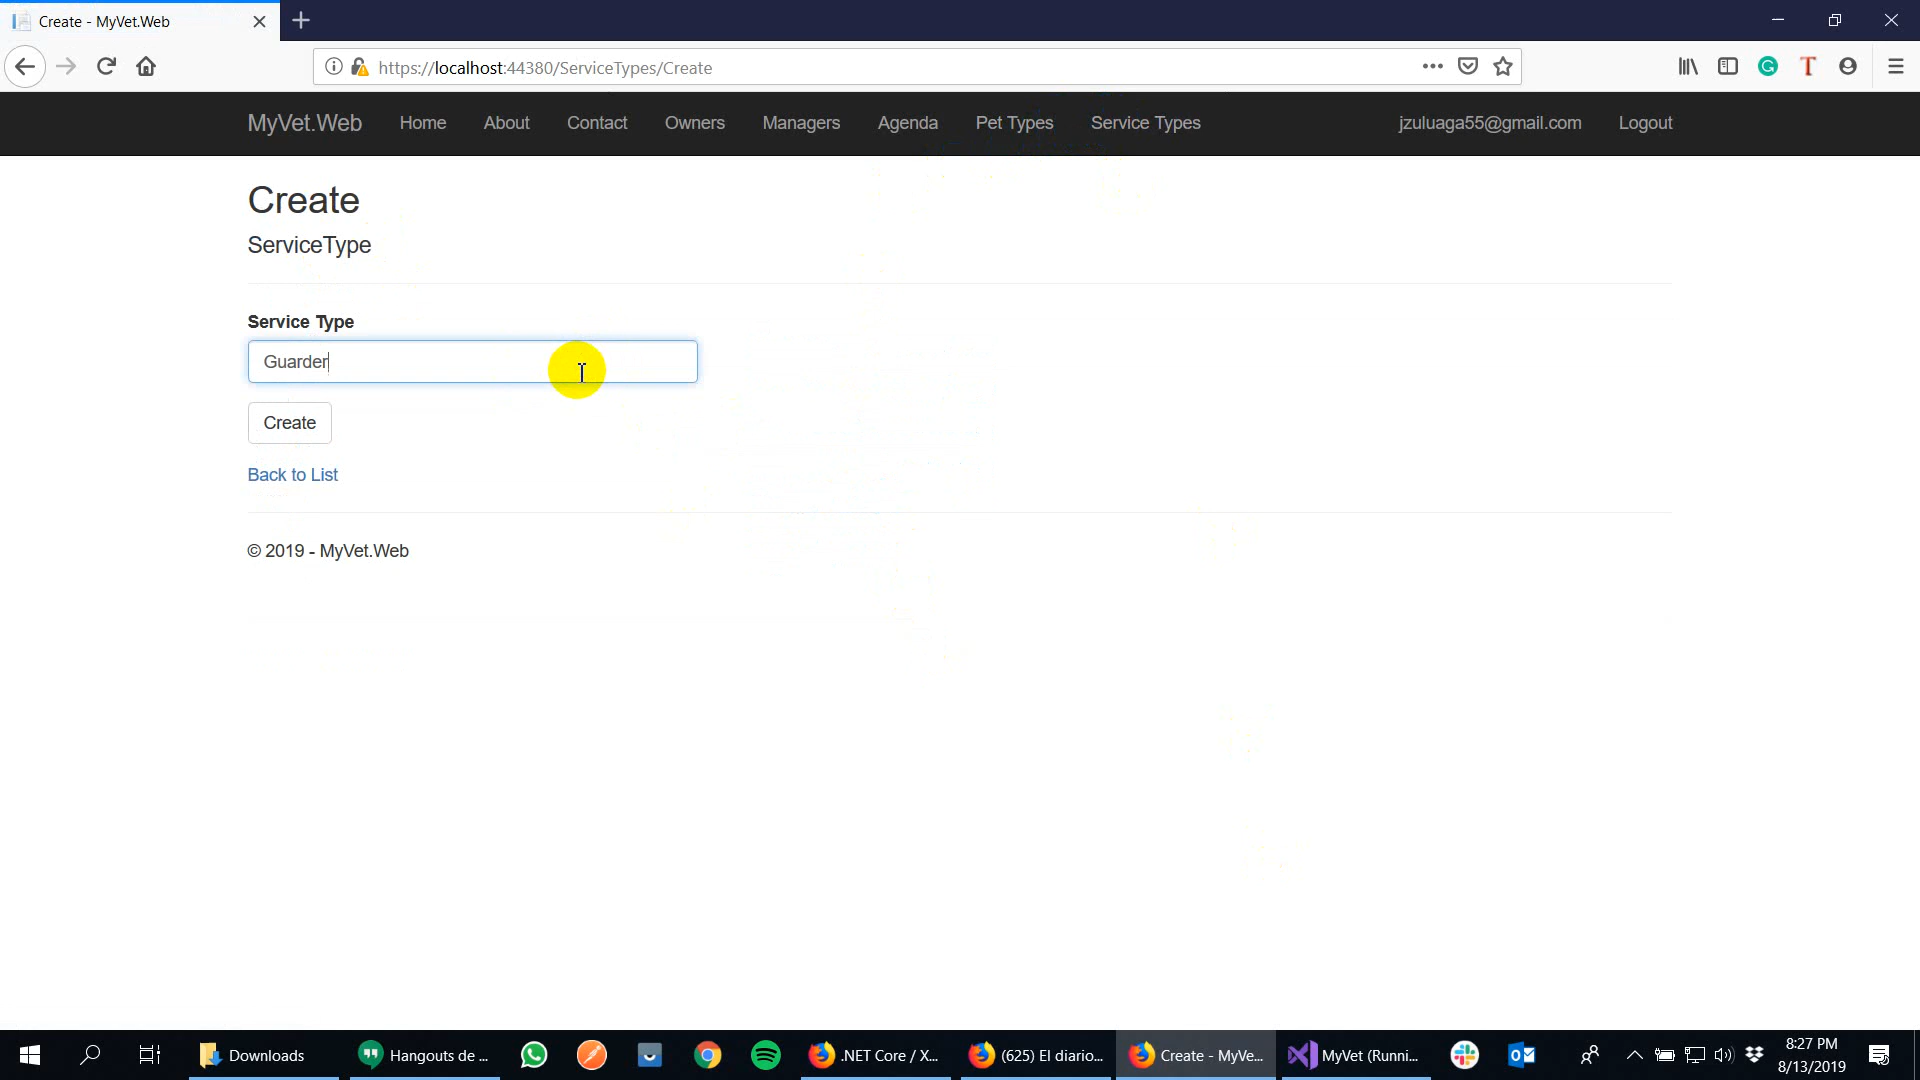 Create - MyVet.Web
https://localhost:44380/ServiceTypes/Create
MyVet.Web Home About Contact Owners Managers Agenda Pet Types Service Types jzuluaga55@gmail.com Logout
Create
ServiceType
Service Type
Guarder
Create
Back to List
© 2019 - MyVet.Web
Downloads Hangouts de ... .NET Core / X... (625) El diario... Create - MyVe... MyVet (Runni...
8:27 PM
8/13/2019